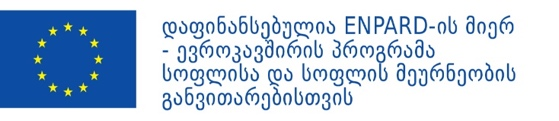 დაფინანსებულია ENPARD-ის მიერ
- ევროკავშირის პროგრამა
სოფლისა და სოფლის მეურნეობის
განვითარებისთვის